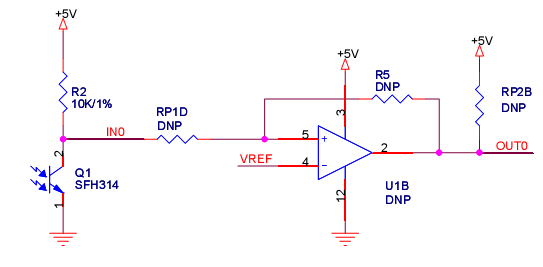 +5V
+5V
+5V
R2
10K/1%
RP1D
DNP
R5
DNP
RP2B
DNP
IN0
3
5
+
VREF
4
-
2
OUT0
2
Q1
SFH314
1
U1B
DNP
12